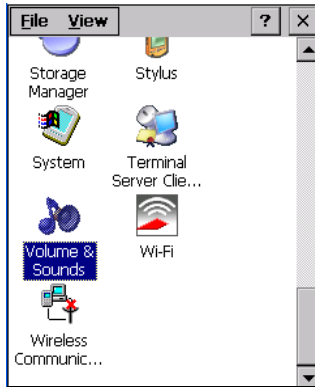 File View ? ×
Storage Manager
Stylus
System
Terminal Server Clie...
Volume & Sounds
Wi-Fi
Wireless Communic...